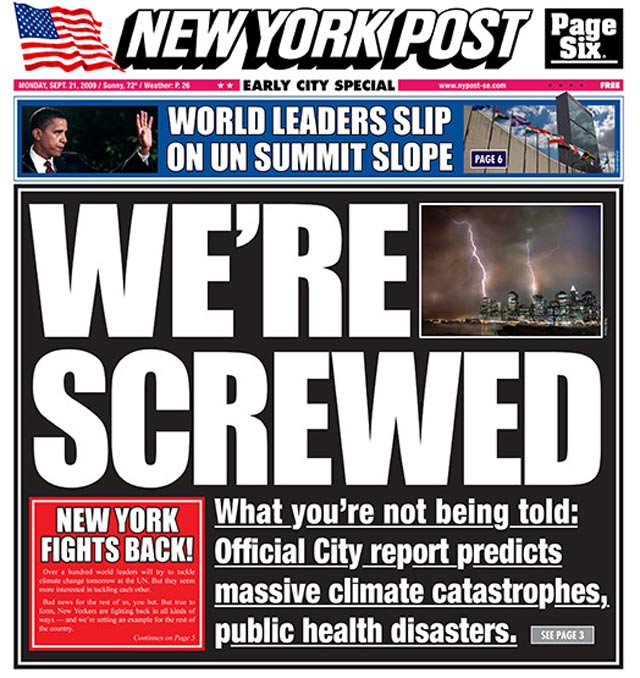 NEW YORK POST
Page
Six.
MONDAY, SEPT. 21, 2009 / Sunny, 72° / Weather: P. 26
★★ EARLY CITY SPECIAL
www.nypost-se.com
FREE
WORLD LEADERS SLIP
ON UN SUMMIT SLOPE
PAGE 6
WE'RE
SCREWED
NEW YORK
FIGHTS BACK!
Over a hundred world leaders will try to tackle
climate change tomorrow at the UN. But they seem
more interested in tackling each other.
Bad news for the rest of us, you bet. But true to
form, New Yorkers are fighting back in all kinds of
ways — and we're setting an example for the rest of
the country.
Continues on Page 5
What you're not being told:
Official City report predicts
massive climate catastrophes,
public health disasters.
SEE PAGE 3